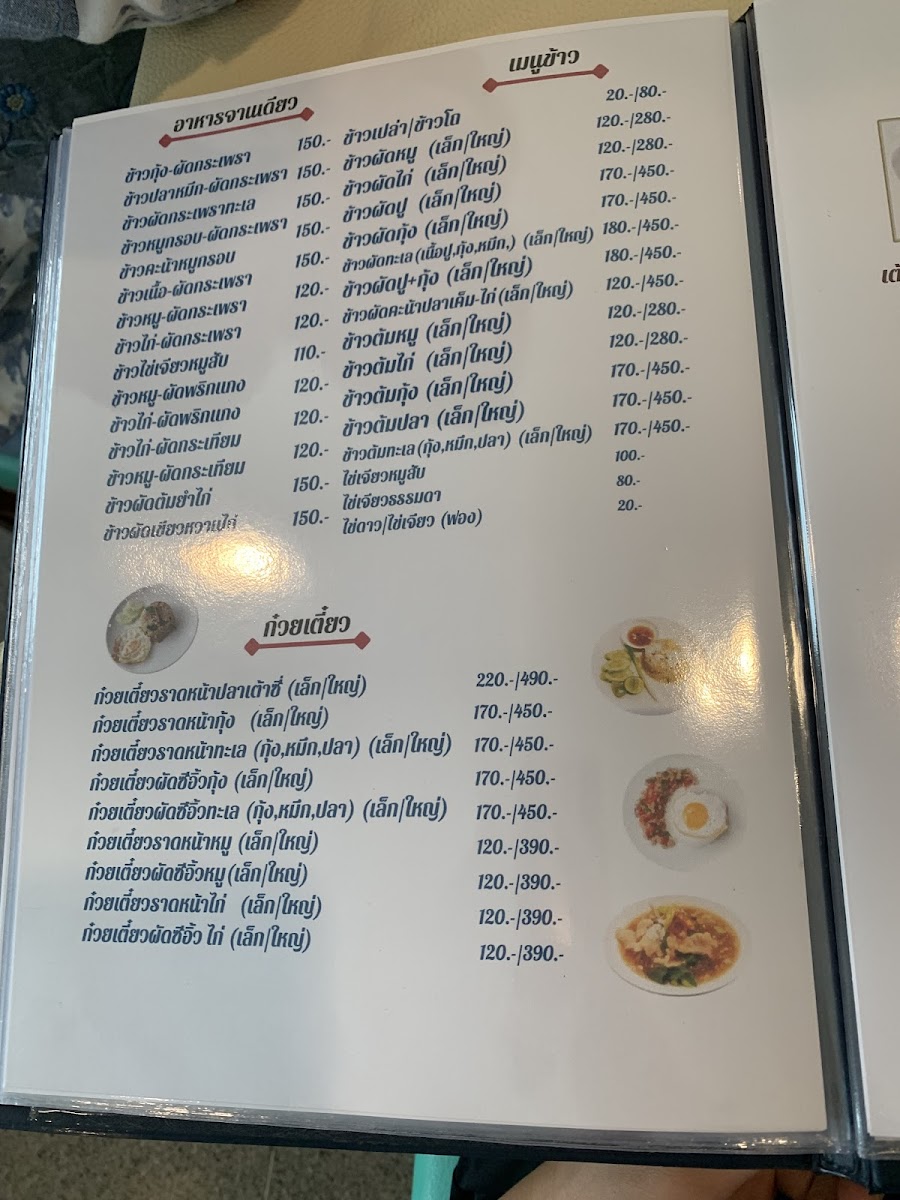 อาหารจานเดียว
ข้าวกุ้ง-ผัดกระเพรา
ข้าวปลาหมึก-ผัดกระเพรา
ข้าวผัดกระเพราทะเล
ข้าวหมูกรอบ-ผัดกระเพรา
ข้าวคะน้าหมูกรอบ
ข้าวเนื้อ-ผัดกระเพรา
ข้าวหมู-ผัดกระเพรา
ข้าวไก่-ผัดกระเพรา
ข้าวไข่เจียวหมูสับ
ข้าวหมู-ผัดพริกแกง
ข้าวไก่-ผัดพริกแกง
ข้าวไก่-ผัดกระเทียม
ข้าวหมู-ผัดกระเทียม
ข้าวผัดต้มยำไก่
ข้าวผัดเขียวหวานไก่
150.-
150.-
150.-
150.-
150.-
120.-
120.-
110.-
120.-
120.-
120.-
150.-
150.-
เมนูข้าว
ข้าวเปล่า/ข้าวโถ 20.-/80.-
ข้าวผัดหมู (เล็ก/ใหญ่) 120.-/280.-
ข้าวผัดไก่ (เล็ก/ใหญ่) 120.-/280.-
ข้าวผัดปู (เล็ก/ใหญ่) 170.-/450.-
ข้าวผัดกุ้ง (เล็ก/ใหญ่) 170.-/450.-
ข้าวผัดทะเล (เนื้อปู,กุ้ง,หมึก,) (เล็ก/ใหญ่) 180.-/450.-
ข้าวผัดปู+กุ้ง (เล็ก/ใหญ่) 180.-/450.-
ข้าวผัดคะน้าปลาเค็ม-ไก่ (เล็ก/ใหญ่) 120.-/450.-
ข้าวต้มหมู (เล็ก/ใหญ่) 120.-/280.-
ข้าวต้มไก่ (เล็ก/ใหญ่) 120.-/280.-
ข้าวต้มกุ้ง (เล็ก/ใหญ่) 170.-/450.-
ข้าวต้มปลา (เล็ก/ใหญ่) 170.-/450.-
ข้าวต้มทะเล (กุ้ง,หมึก,ปลา) (เล็ก/ใหญ่) 170.-/450.-
ไข่เจียวหมูสับ 100.-
ไข่เจียวธรรมดา 80.-
ไข่ดาว/ไข่เจียว (ฟอง) 20.-
ก๋วยเตี๋ยว
ก๋วยเตี๋ยวราดหน้าปลาเต้าซี่ (เล็ก/ใหญ่) 220.-/490.-
ก๋วยเตี๋ยวราดหน้ากุ้ง (เล็ก/ใหญ่) 170.-/450.-
ก๋วยเตี๋ยวราดหน้าทะเล (กุ้ง,หมึก,ปลา) (เล็ก/ใหญ่) 170.-/450.-
ก๋วยเตี๋ยวผัดซีอิ้วกุ้ง (เล็ก/ใหญ่) 170.-/450.-
ก๋วยเตี๋ยวผัดซีอิ้วทะเล (กุ้ง,หมึก,ปลา) (เล็ก/ใหญ่) 170.-/450.-
ก๋วยเตี๋ยวราดหน้าหมู (เล็ก/ใหญ่) 120.-/390.-
ก๋วยเตี๋ยวผัดซีอิ้วหมู (เล็ก/ใหญ่) 120.-/390.-
ก๋วยเตี๋ยวราดหน้าไก่ (เล็ก/ใหญ่) 120.-/390.-
ก๋วยเตี๋ยวผัดซีอิ้ว ไก่ (เล็ก/ใหญ่) 120.-/390.-